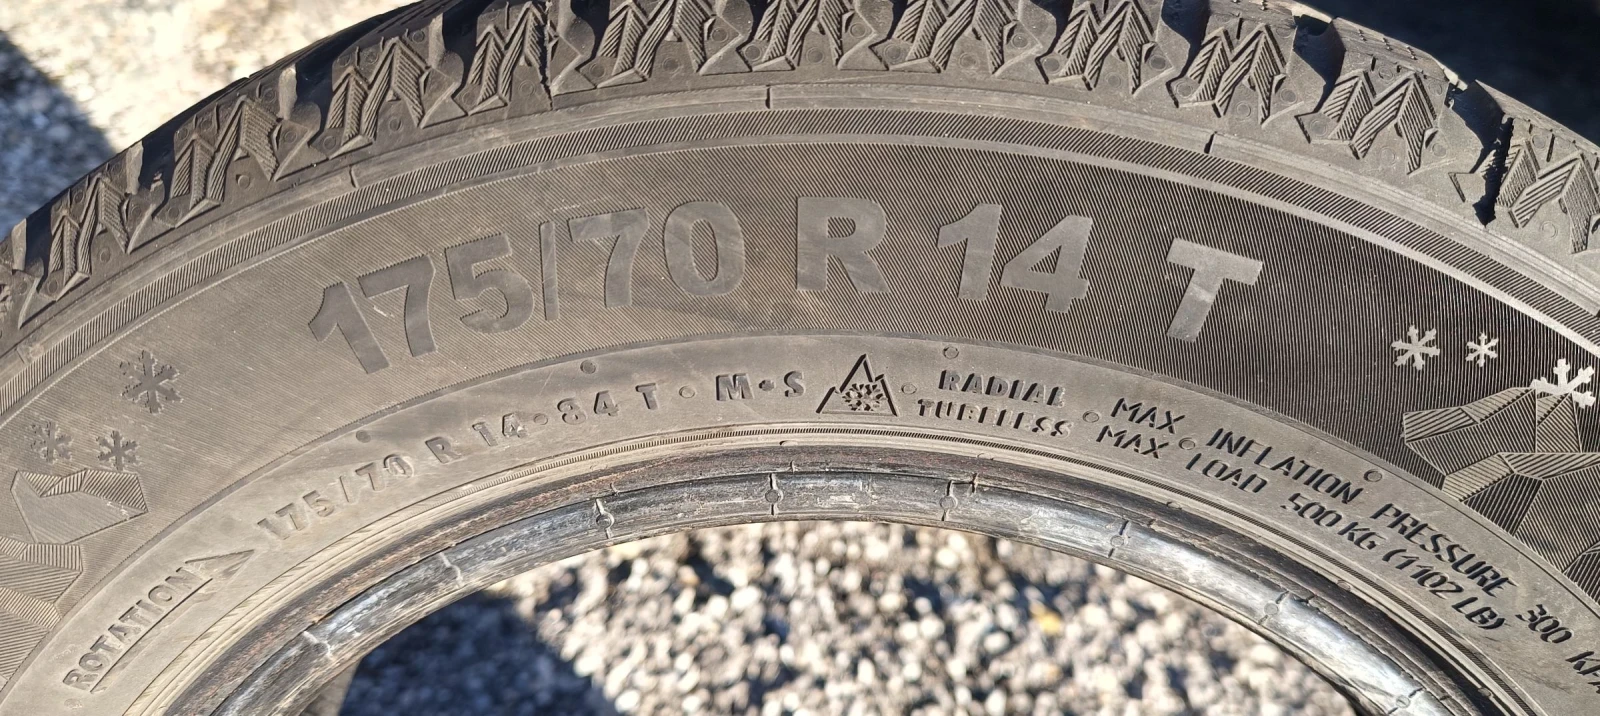 175/70 R 14 T
ROTATION
175/70 R 14 · 84 T · M·S
RADIAL
TUBELESS
MAX INFLATION PRESSURE 300
MAX LOAD 500 KG (1102 LB)